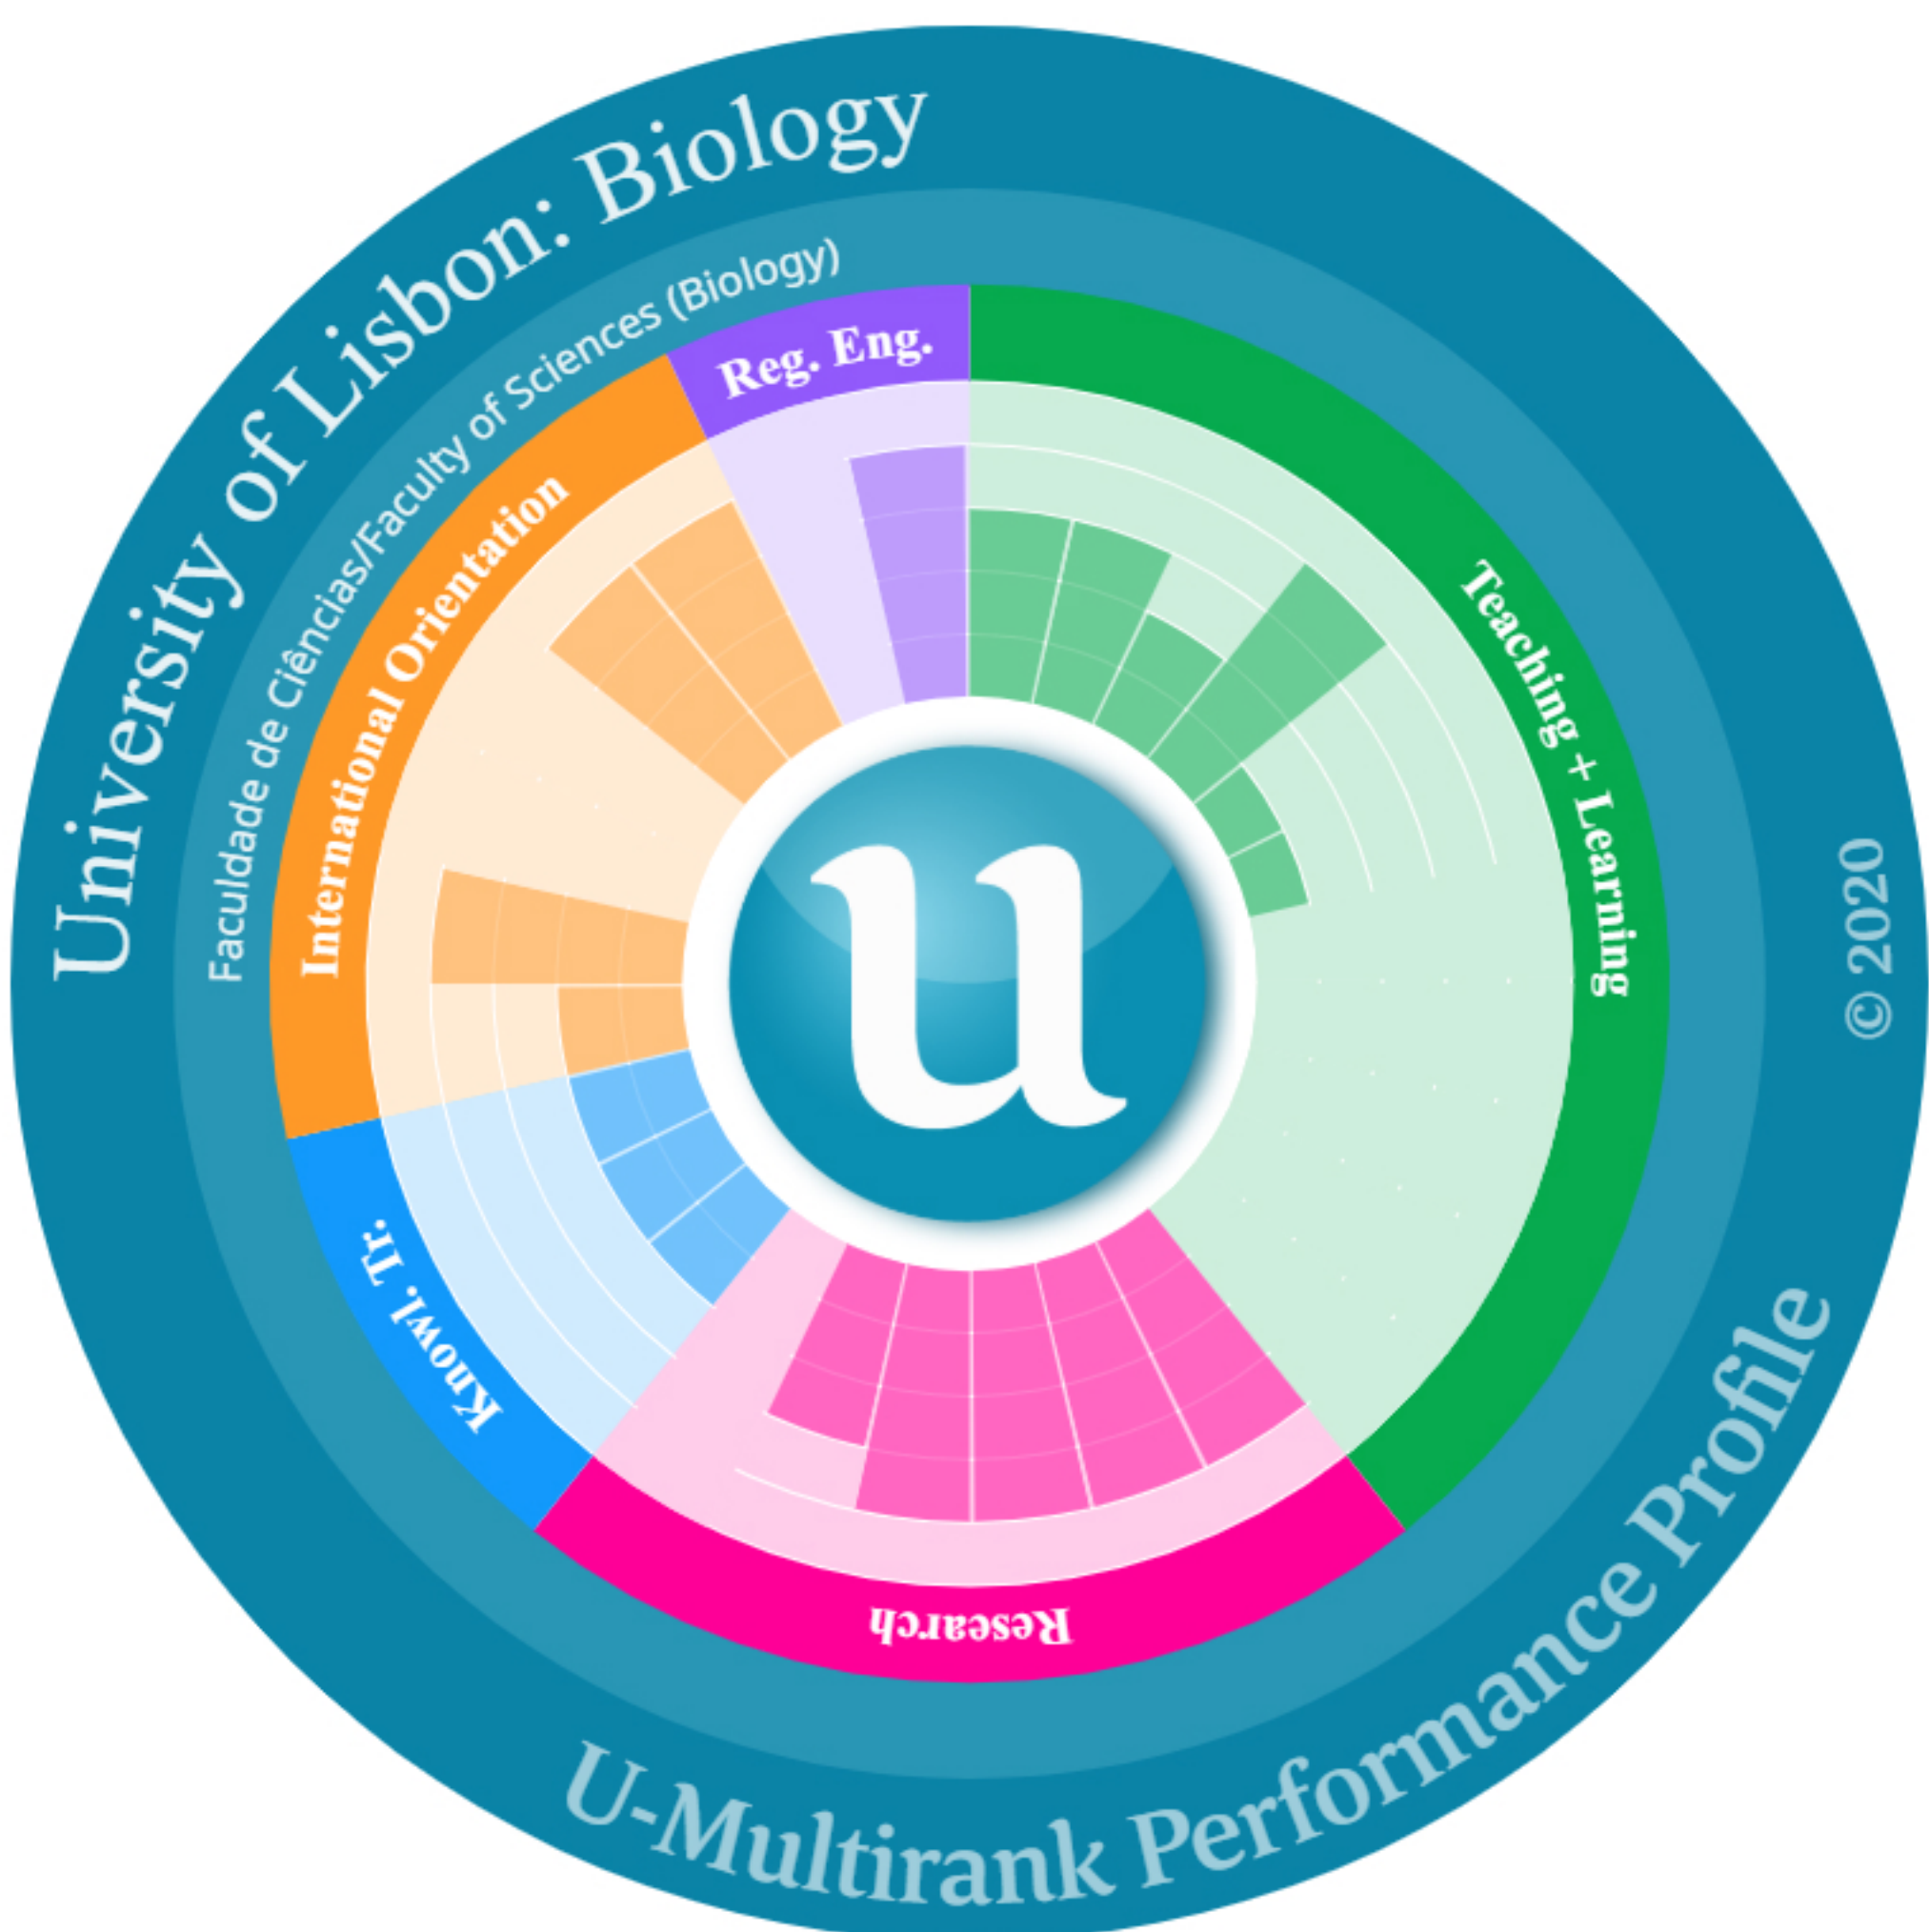 University of Lisbon: Biology
Faculdade de Ciências/Faculty of Sciences (Biology)
Reg. Eng.
Teaching + Learning
International Orientation
Knowl. Tr.
Research
u
© 2020
U-Multirank Performance Profile